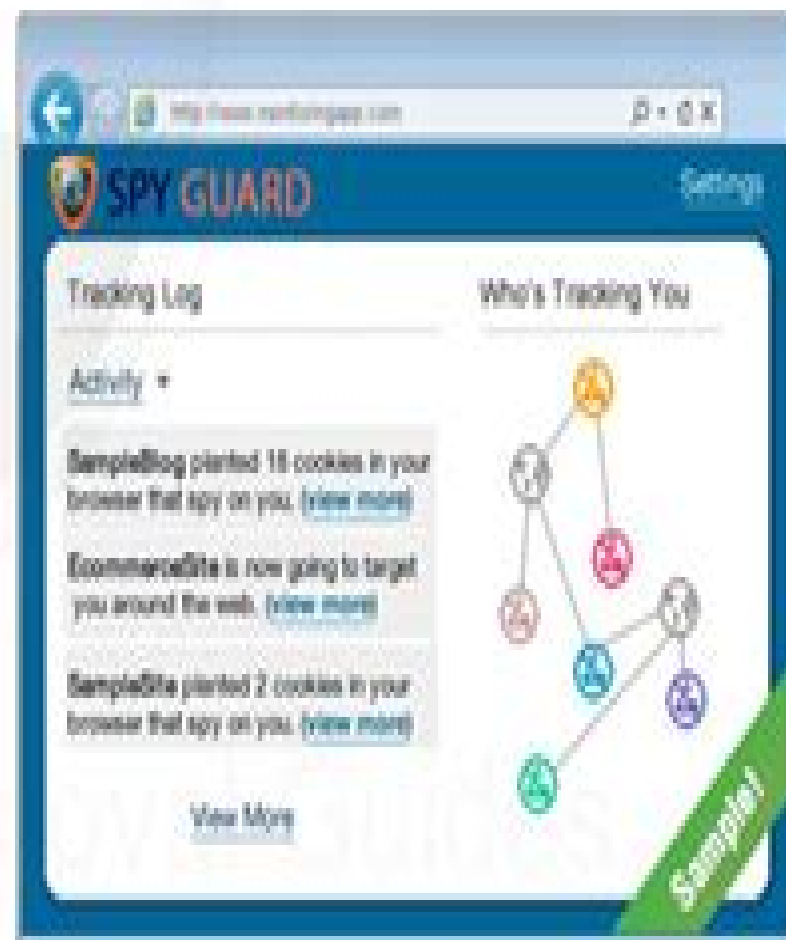 SPY GUARD
Settings
Tracking Log
Who's Tracking You
Activity
SampleBlog planted 16 cookies in your
browser that spy on you. (view more)
EcommerceSite is now going to target
you around the web. (view more)
SampleSite planted 2 cookies in your
browser that spy on you. (view more)
View More
Sample!